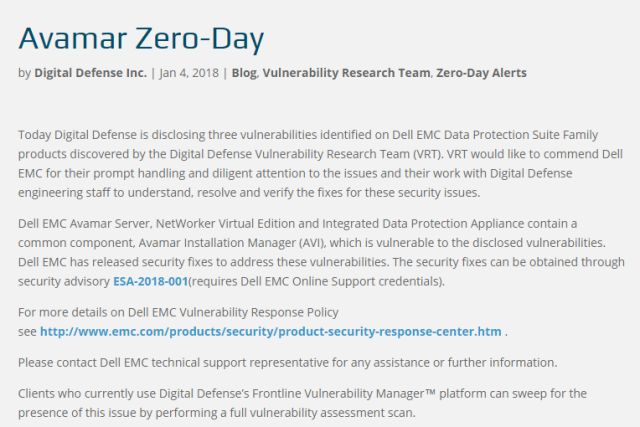 Avamar Zero-Day
by Digital Defense Inc. | Jan 4, 2018 | Blog, Vulnerability Research Team, Zero-Day Alerts
Today Digital Defense is disclosing three vulnerabilities identified on Dell EMC Data Protection Suite Family
products discovered by the Digital Defense Vulnerability Research Team (VRT). VRT would like to commend Dell
EMC for their prompt handling and diligent attention to the issues and their work with Digital Defense
engineering staff to understand, resolve and verify the fixes for these security issues.
Dell EMC Avamar Server, NetWorker Virtual Edition and Integrated Data Protection Appliance contain a
common component, Avamar Installation Manager (AVI), which is vulnerable to the disclosed vulnerabilities.
Dell EMC has released security fixes to address these vulnerabilities. The security fixes can be obtained through
security advisory ESA-2018-001(requires Dell EMC Online Support credentials).
For more details on Dell EMC Vulnerability Response Policy
see http://www.emc.com/products/security/product-security-response-center.htm .
Please contact Dell EMC technical support representative for any assistance or further information.
Clients who currently use Digital Defense's Frontline Vulnerability Manager™ platform can sweep for the
presence of this issue by performing a full vulnerability assessment scan.